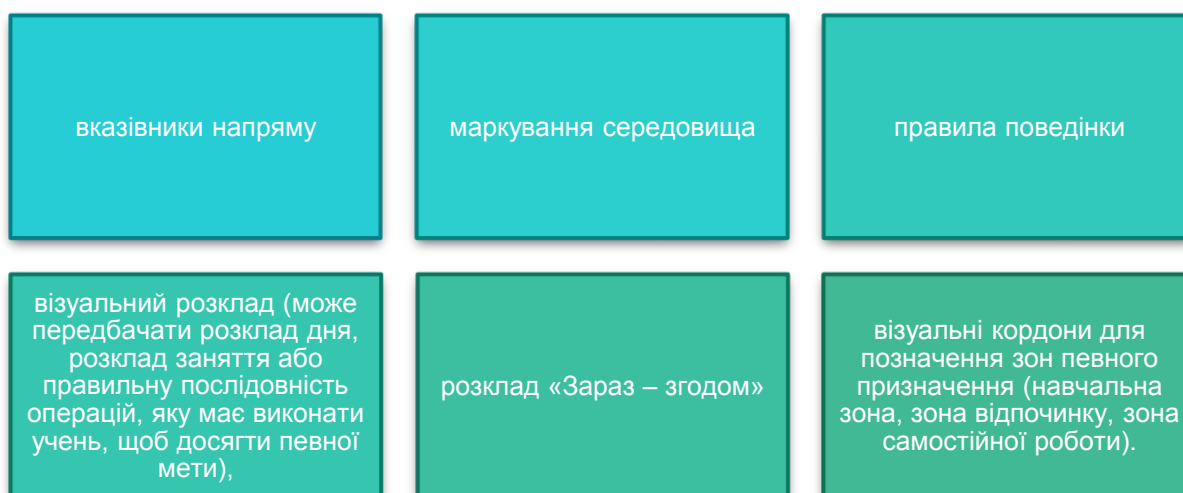 вказівники напряму
маркування середовища
правила поведінки
візуальний розклад (може
передбачати розклад дня,
розклад заняття або
правильну послідовність
операцій, яку має виконати
учень, щоб досягти певної
мети),
розклад «Зараз – згодом»
візуальні кордони для
позначення зон певного
призначення (навчальна
зона, зона відпочинку, зона
самостійної роботи).